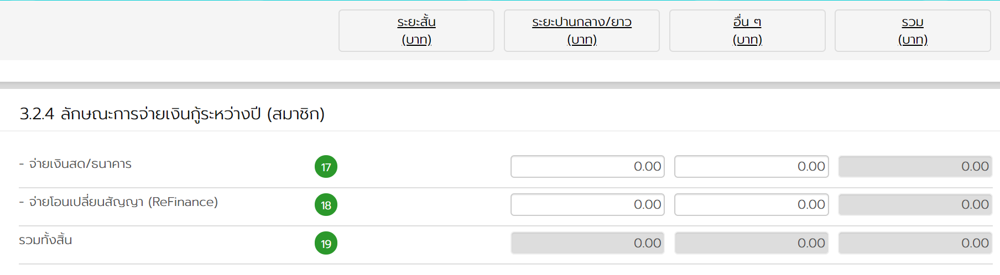 ระยะสั้น
(บาท)
ระยะปานกลาง/ยาว
(บาท)
อื่น ๆ
(บาท)
รวม
(บาท)
3.2.4 ลักษณะการจ่ายเงินกู้ระหว่างปี (สมาชิก)
- จ่ายเงินสด/ธนาคาร 17 0.00 0.00 0.00
- จ่ายโอนเปลี่ยนสัญญา (ReFinance) 18 0.00 0.00 0.00
รวมทั้งสิ้น 19 0.00 0.00 0.00